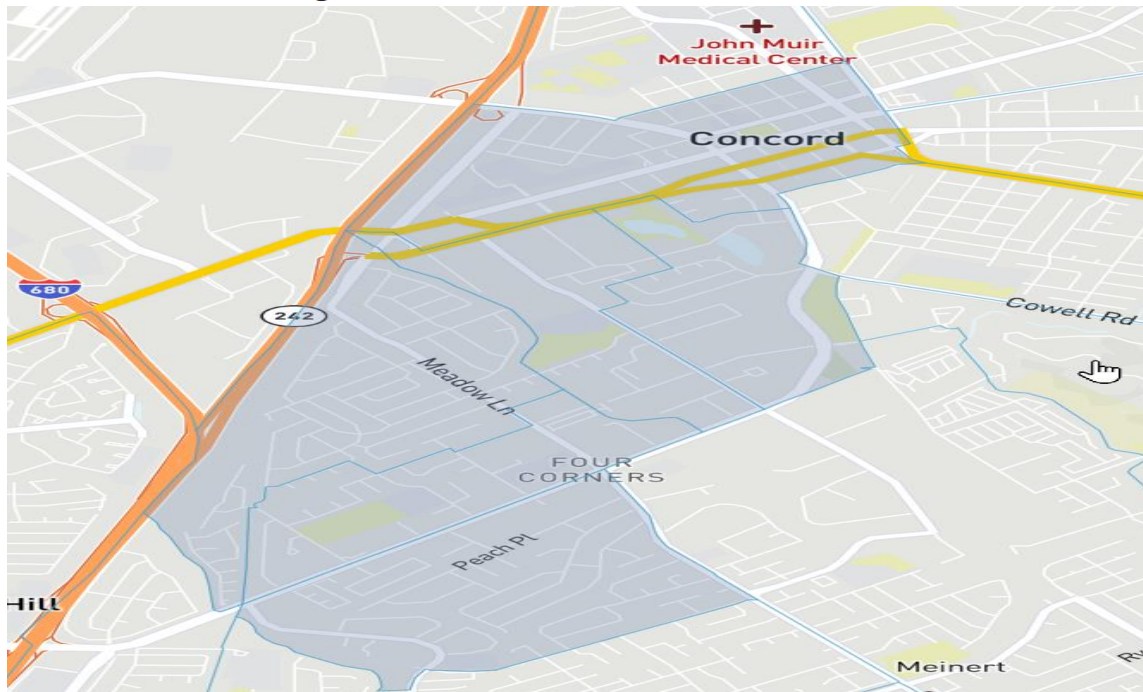 John Muir
Medical Center
Concord
680
242
Cowell Rd
Meadow Ln
FOUR
CORNERS
Peach Pl
Hill
Meinert